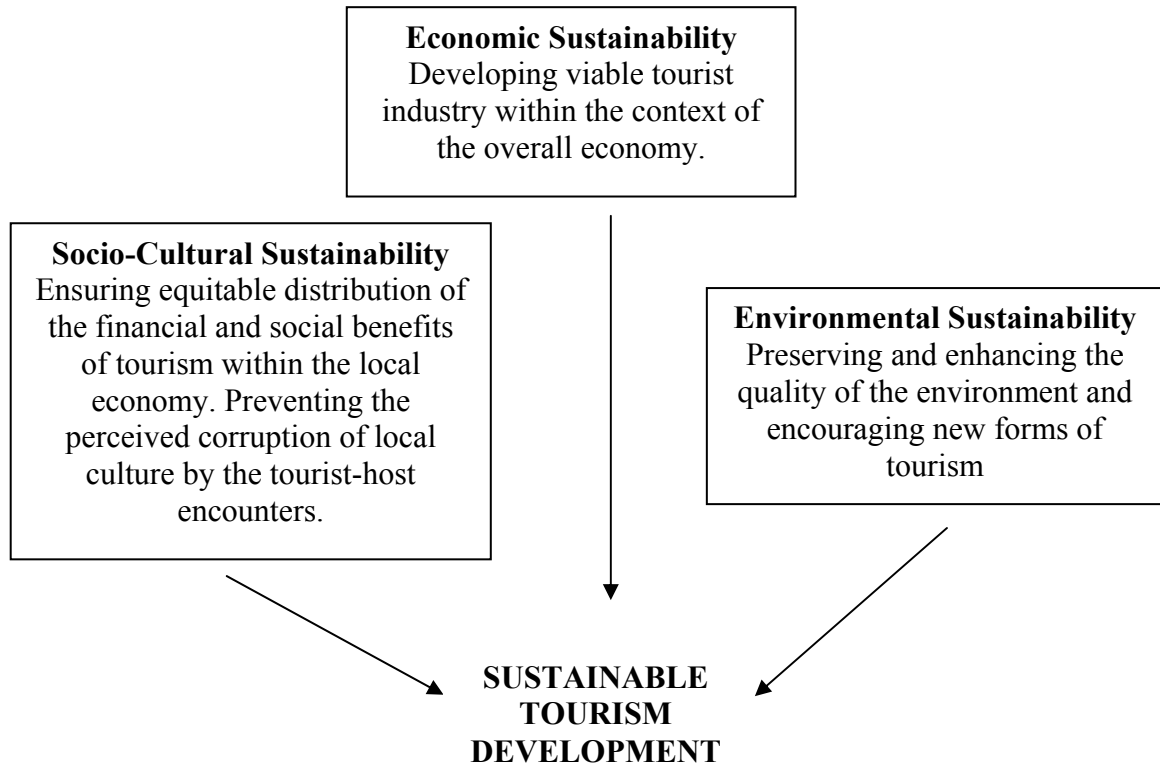 Economic Sustainability
Developing viable tourist
industry within the context of
the overall economy.
Socio-Cultural Sustainability
Ensuring equitable distribution of
the financial and social benefits
of tourism within the local
economy. Preventing the
perceived corruption of local
culture by the tourist-host
encounters.
Environmental Sustainability
Preserving and enhancing the
quality of the environment and
encouraging new forms of
tourism
SUSTAINABLE
TOURISM
DEVELOPMENT